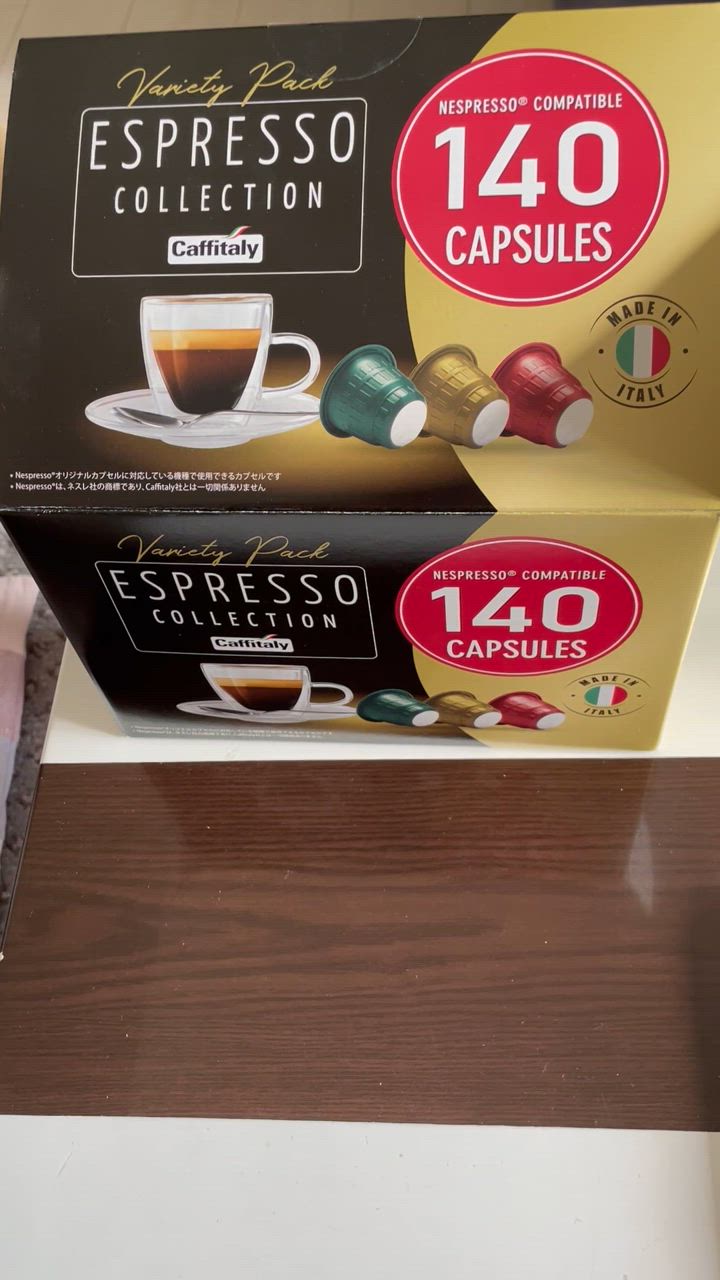 Variety Pack
ESPRESSO
COLLECTION
Caffitaly
NESPRESSO® COMPATIBLE
140
CAPSULES
MADE IN
ITALY
* Nespresso®オリジナルカプセルに対応している機種で使用できるカプセルです
* Nespresso®は、ネスレ社の商標であり、Caffitaly社とは一切関係ありません
Variety Pack
ESPRESSO
COLLECTION
Caffitaly
NESPRESSO® COMPATIBLE
140
CAPSULES
MADE IN
ITALY